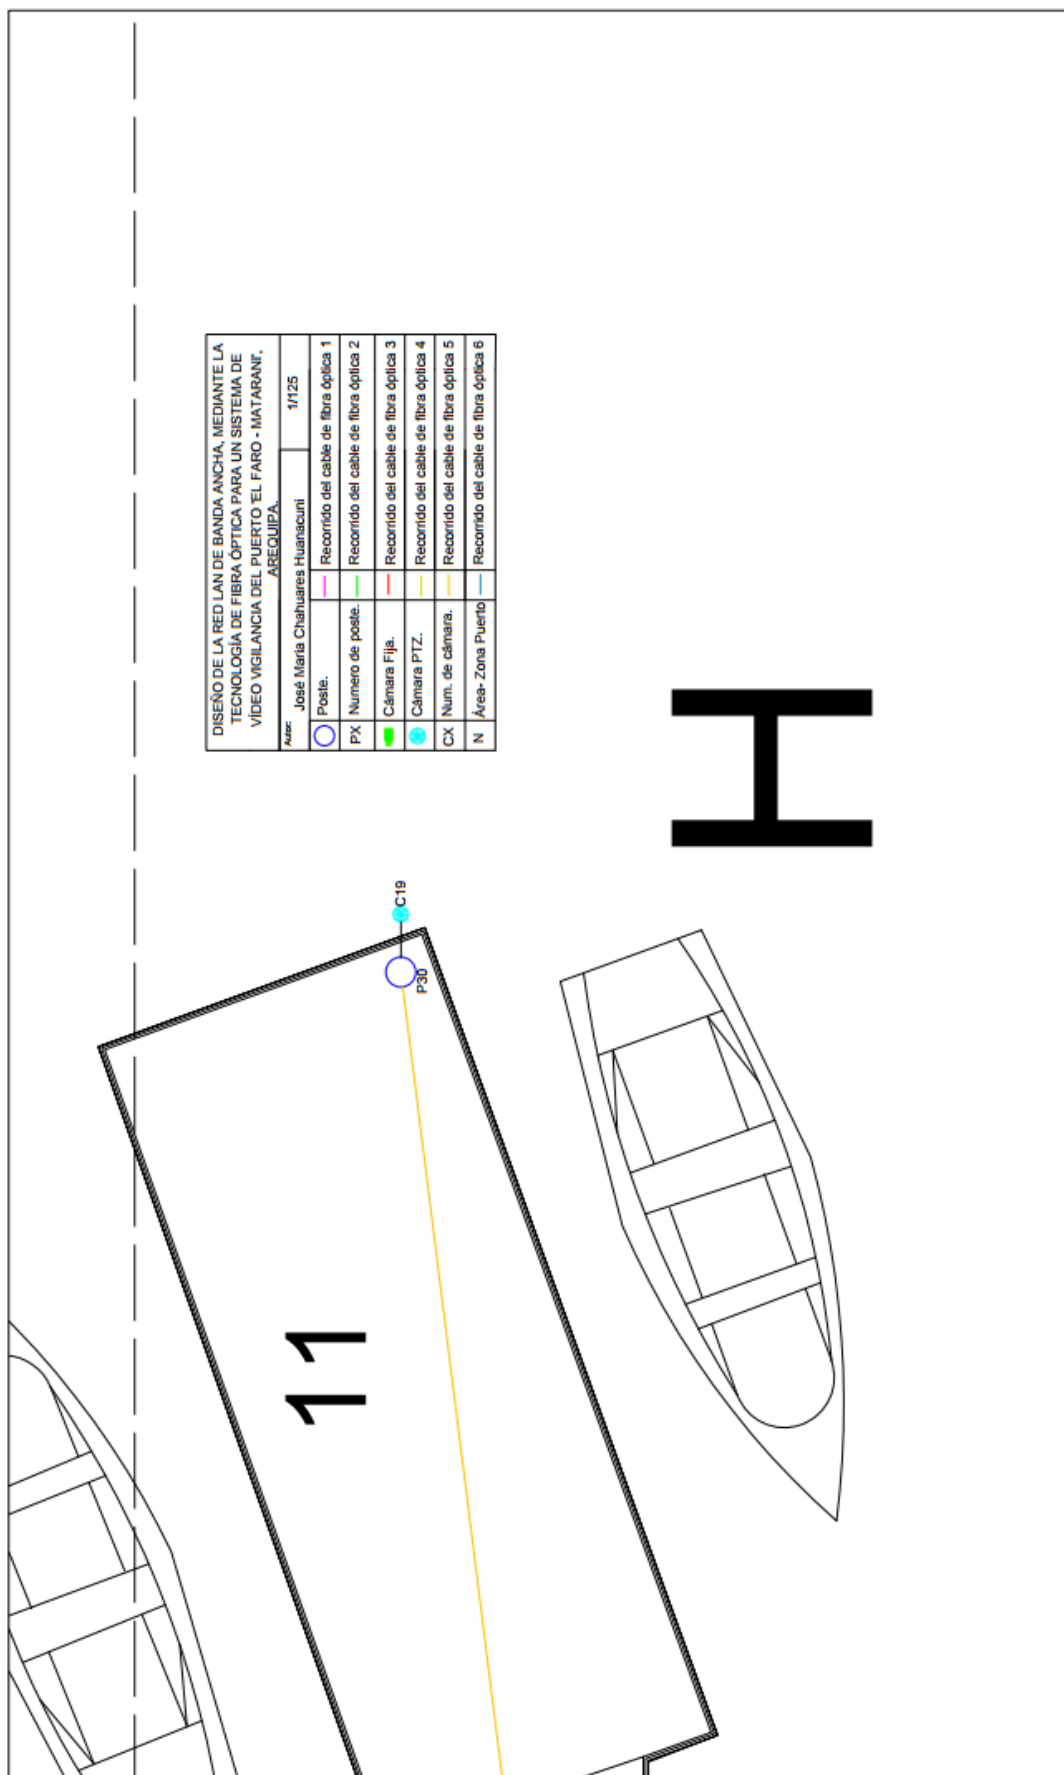 DISEÑO DE LA RED LAN DE BANDA ANCHA, MEDIANTE LA
TECNOLOGÍA DE FIBRA ÓPTICA PARA UN SISTEMA DE
VÍDEO VIGILANCIA DEL PUERTO "EL FARO - MATARANI",
AREQUIPA.
Autor: José María Chahuares Huanacuni 1/125
Poste. Recorrido del cable de fibra óptica 1
PX Numero de poste. Recorrido del cable de fibra óptica 2
Cámara Fija. Recorrido del cable de fibra óptica 3
Cámara PTZ. Recorrido del cable de fibra óptica 4
CX Num. de cámara. Recorrido del cable de fibra óptica 5
N Área- Zona Puerto Recorrido del cable de fibra óptica 6
H
C19
P30
11